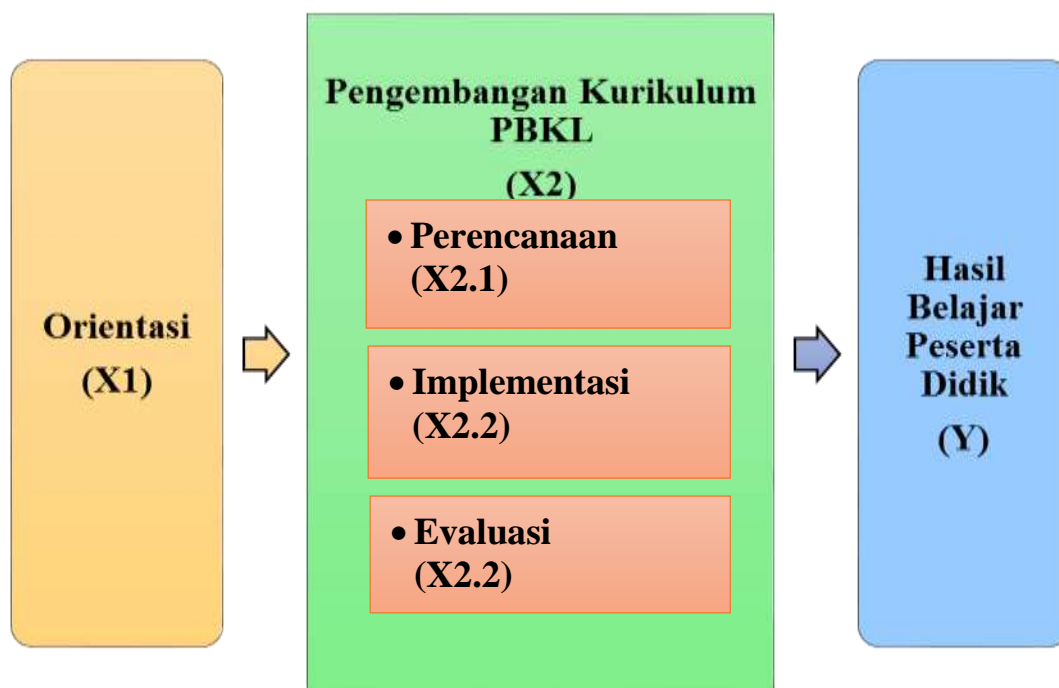 Orientasi
(X1)
Pengembangan Kurikulum
PBKL
(X2)
• Perencanaan
(X2.1)
• Implementasi
(X2.2)
• Evaluasi
(X2.2)
Hasil
Belajar
Peserta
Didik
(Y)